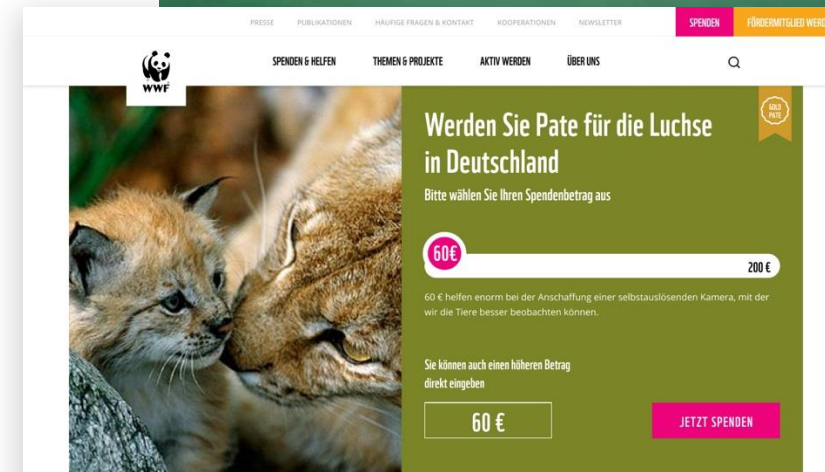 PRESSE PUBLIKATIONEN HÄUFIGE FRAGEN & KONTAKT KOOPERATIONEN NEWSLETTER SPENDEN FÖRDERMITGLIED WERD
WWF
SPENDEN & HELFEN THEMEN & PROJEKTE AKTIV WERDEN ÜBER UNS
GOLD
PATE
Werden Sie Pate für die Luchse
in Deutschland
Bitte wählen Sie Ihren Spendenbetrag aus
60€
200 €
60 € helfen enorm bei der Anschaffung einer selbstauslösenden Kamera, mit der
wir die Tiere besser beobachten können.
Sie können auch einen höheren Betrag
direkt eingeben
60 €
JETZT SPENDEN